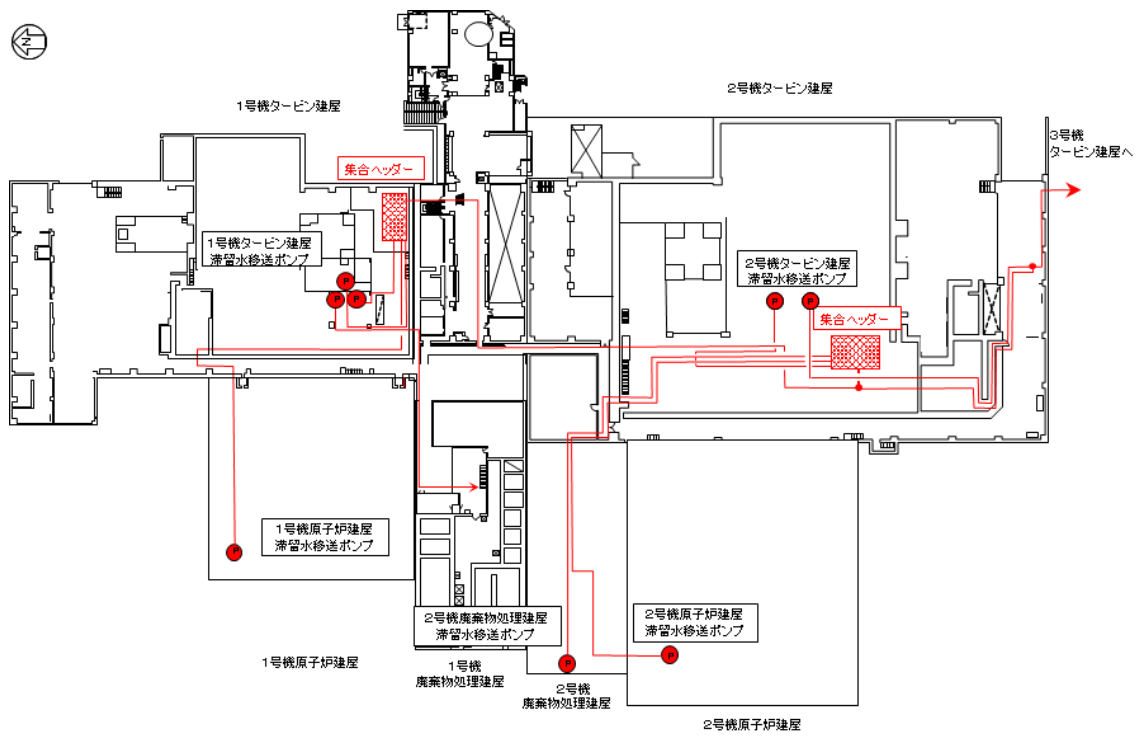 N
1号機タービン建屋
2号機タービン建屋
3号機
タービン建屋へ
集合ヘッダー
1号機タービン建屋
滞留水移送ポンプ
P
P
P
2号機タービン建屋
滞留水移送ポンプ
P
P
集合ヘッダー
1号機原子炉建屋
滞留水移送ポンプ
P
2号機廃棄物処理建屋
滞留水移送ポンプ
P
2号機原子炉建屋
滞留水移送ポンプ
P
1号機原子炉建屋
1号機
廃棄物処理建屋
2号機
廃棄物処理建屋
2号機原子炉建屋